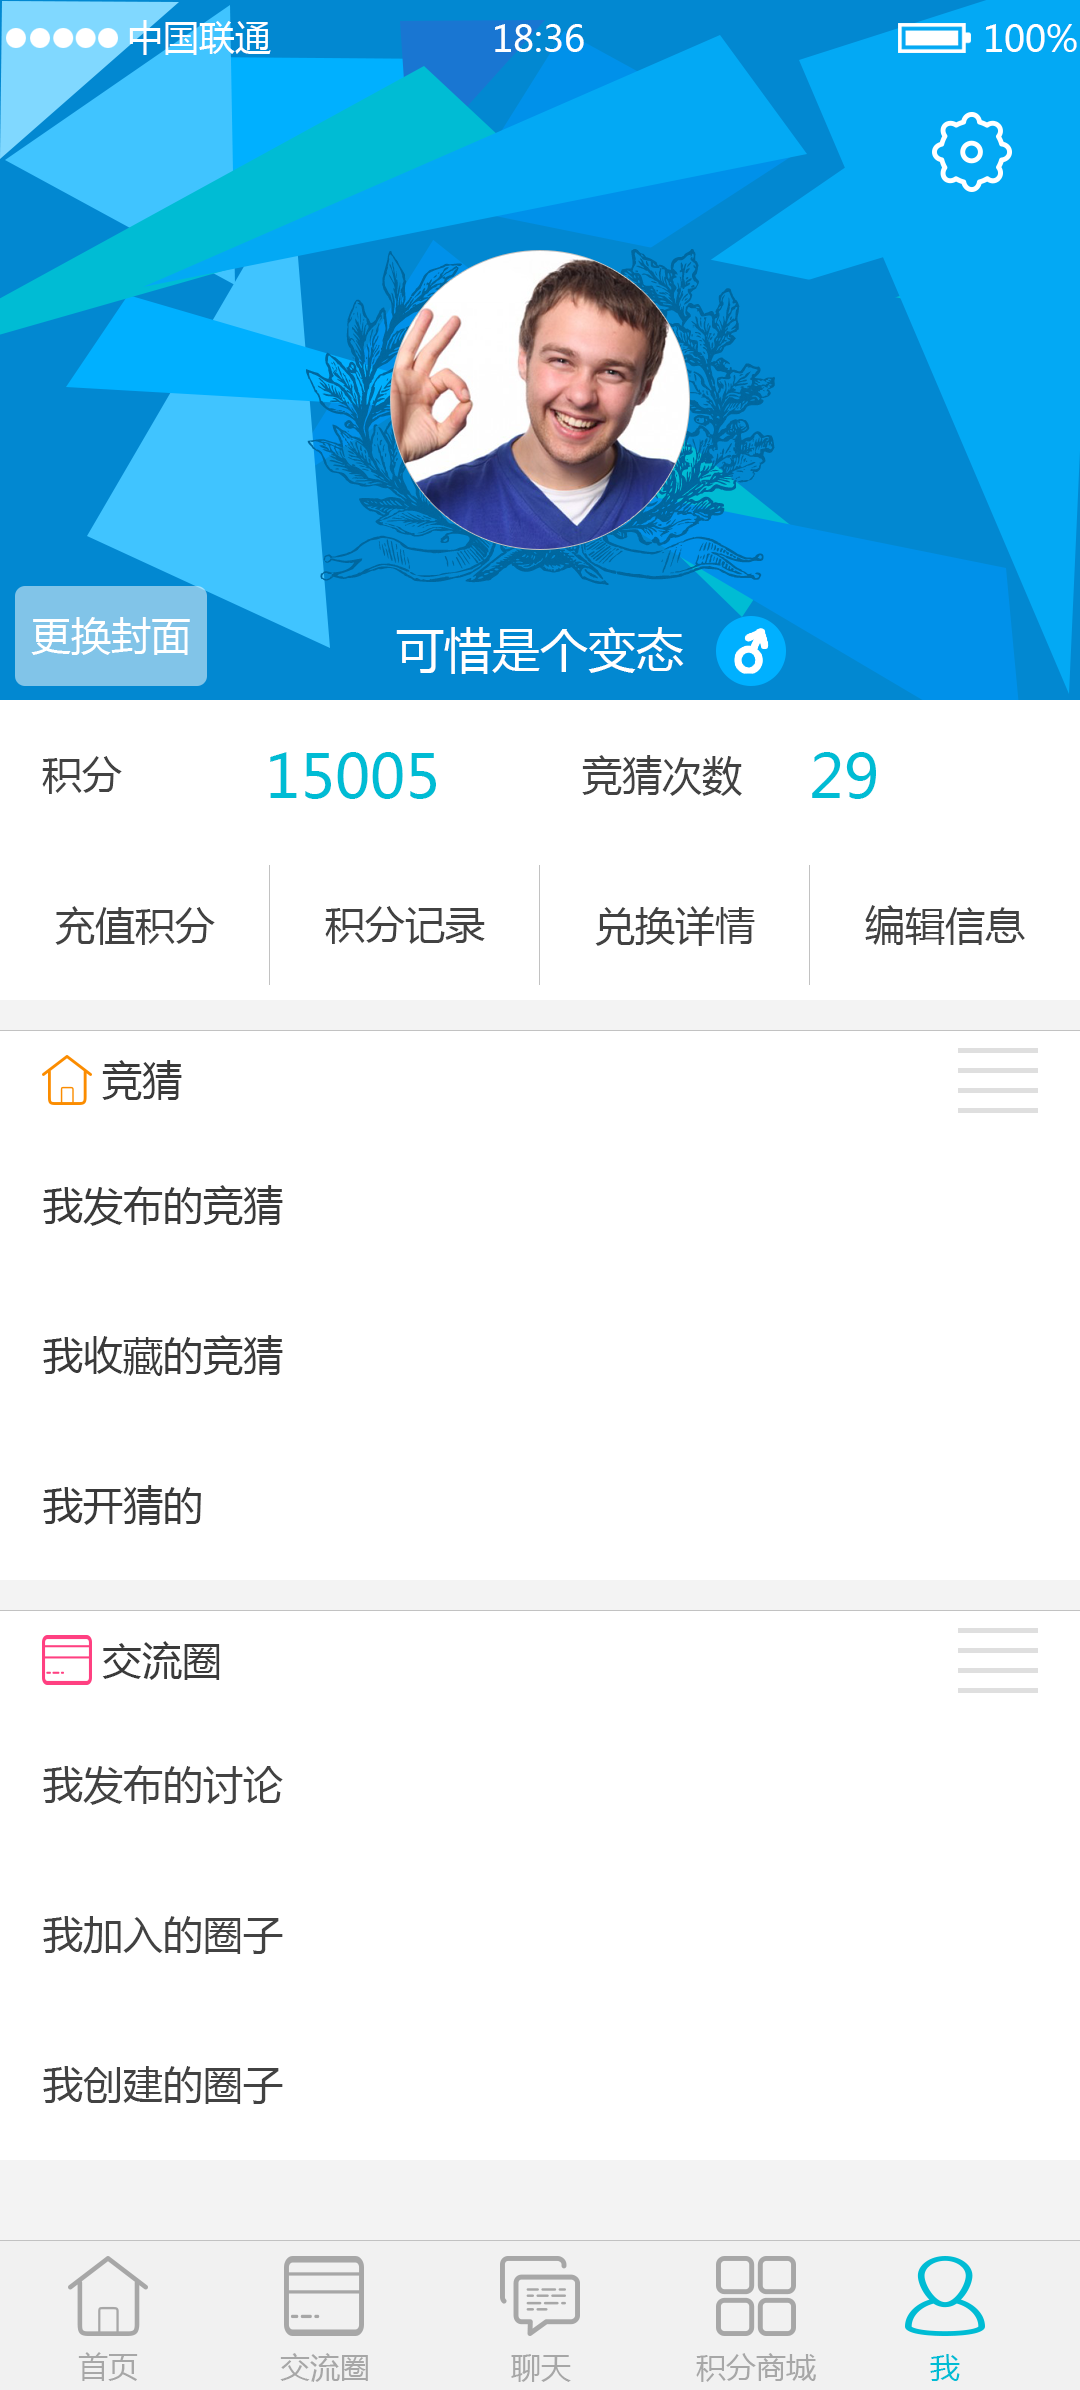 中国联通 18:36 100%
更换封面
可惜是个变态
积分 15005 竞猜次数 29
充值积分 积分记录 兑换详情 编辑信息
竞猜
我发布的竞猜
我收藏的竞猜
我开猜的
交流圈
我发布的讨论
我加入的圈子
我创建的圈子
首页 交流圈 聊天 积分商城 我